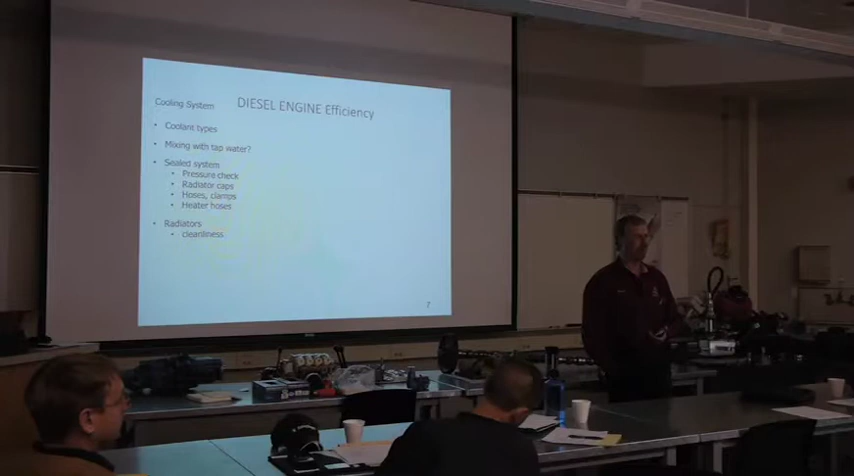 Cooling System
DIESEL ENGINE Efficiency
• Coolant types
• Mixing with tap water?
• Sealed system
• Pressure check
• Radiator caps
• Hoses, clamps
• Heater hoses
• Radiators
• cleanliness
7